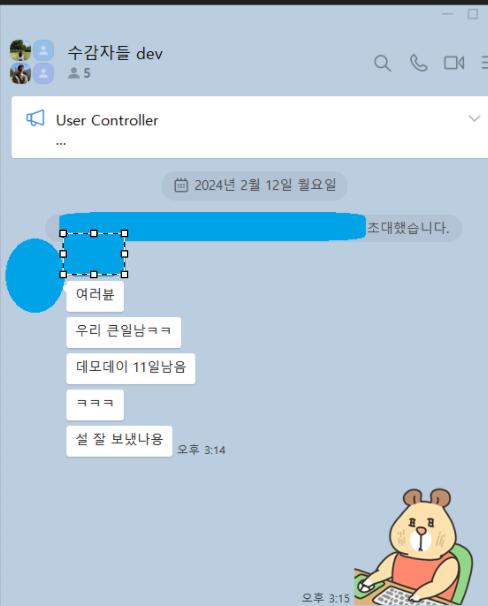 수감자들 dev
5
User Controller
...
2024년 2월 12일 월요일
초대했습니다.
여러뷴
우리 큰일남ㅋㅋ
데모데이 11일남음
ㅋㅋㅋ
설 잘 보냈나용
오후 3:14
오후 3:15